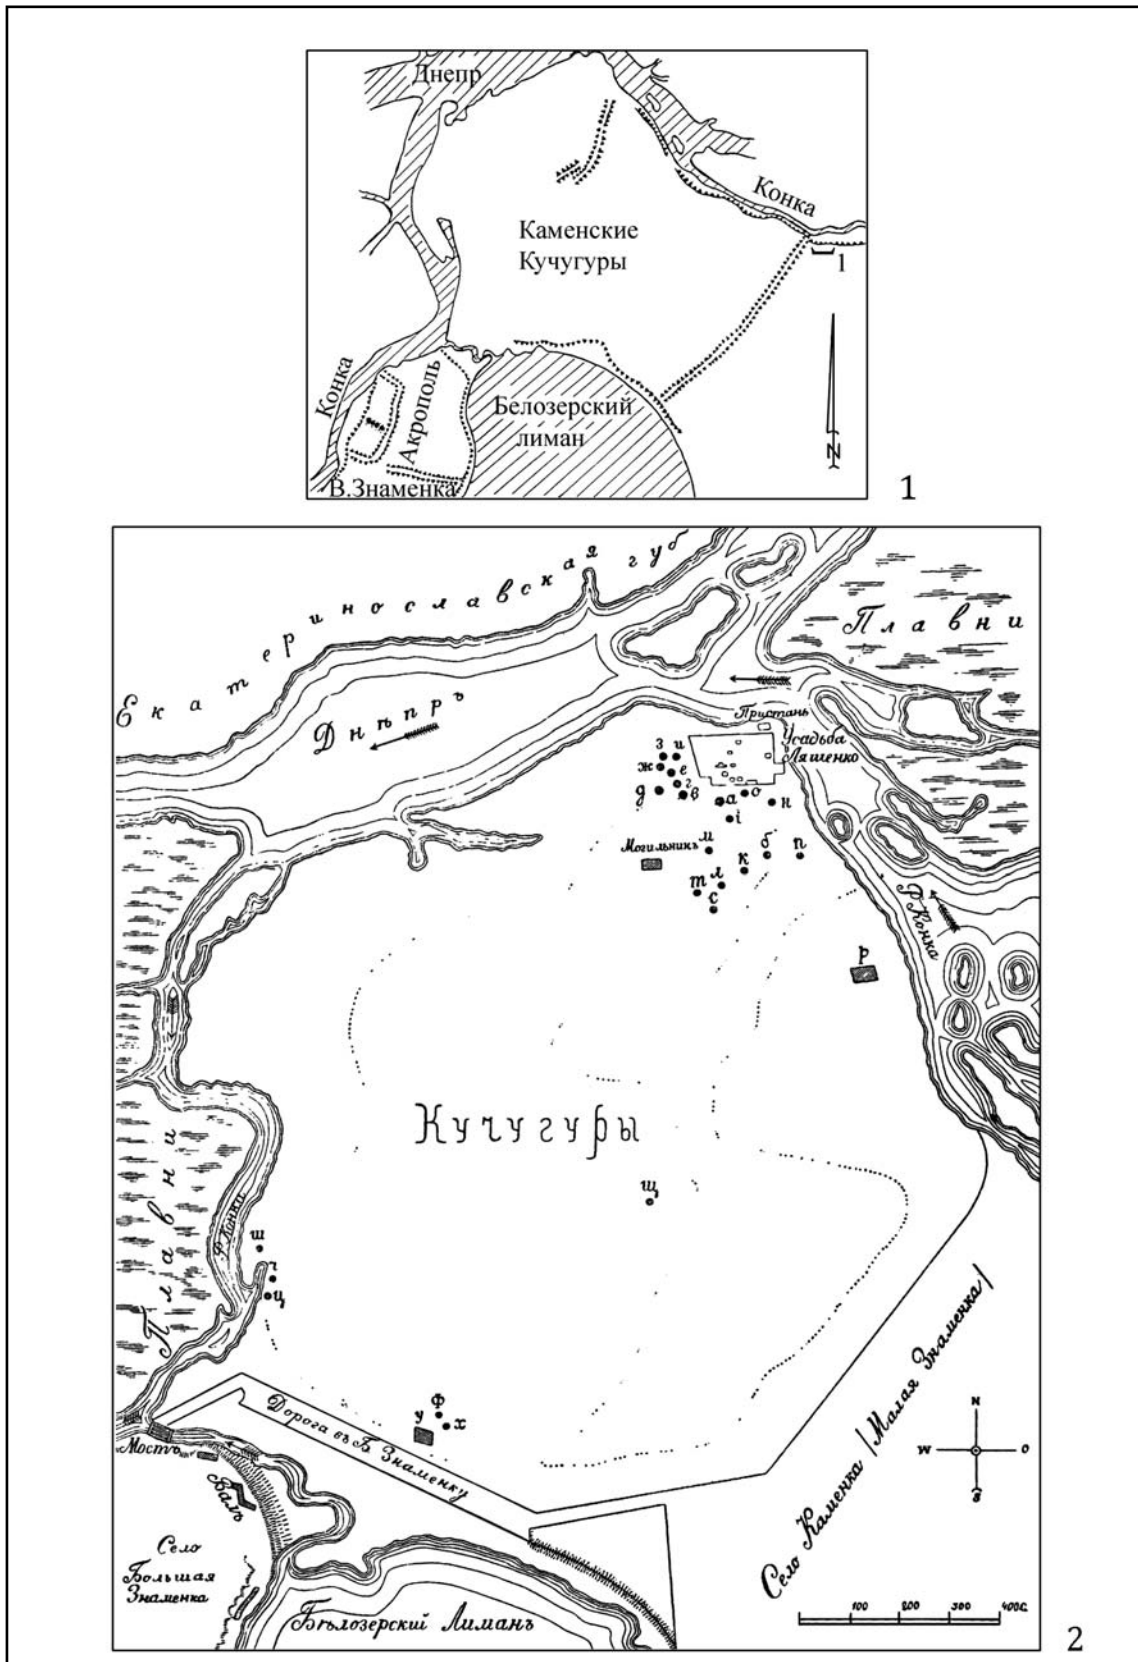 Днепр
Конка
Каменские
Кучугуры
1
Конка
Акрополь
Белозерский
лиман
В.Знаменка
N
1
Екатеринославская губ
Плавни
Днѣпръ
Пристань
Усадьба
Ляшенко
з и
ж е
г
д в
а о
н
і
Могильникъ м
б п
к
т л
с
Р. Конка
р
Кучугуры
щ
Плавни
Р. Конка
ш
ч
ц
Ф
у х
Дорога въ Б Знаменку
Мостъ
Валъ
Село
Большая
Знаменка
Бѣлозерский Лиманъ
Село Каменка /Малая Знаменка/
N
W O
S
100 200 300 400С.
2